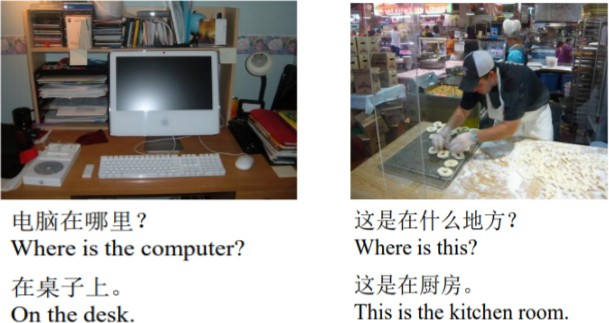 电脑在哪里？
Where is the computer?
在桌子上。
On the desk.
这是在什么地方？
Where is this?
这是在厨房。
This is the kitchen room.